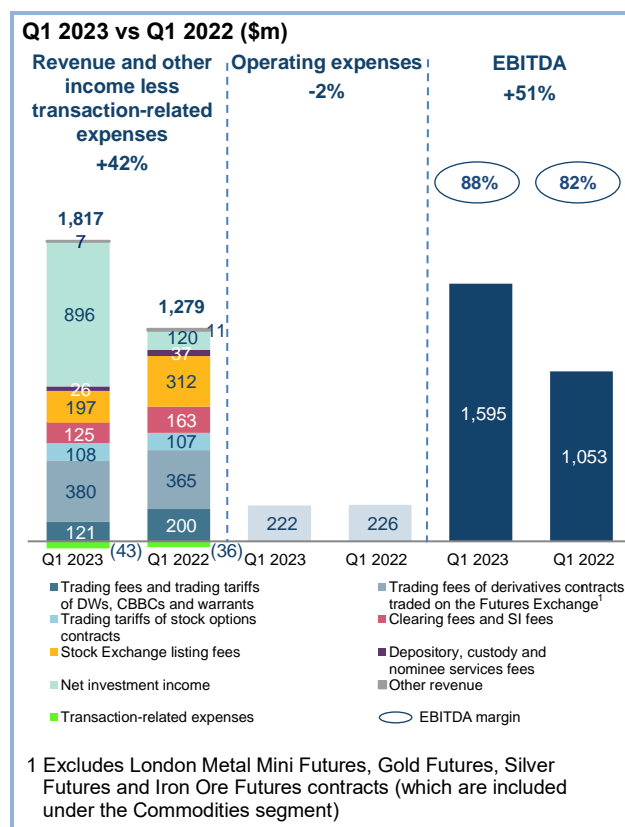 Q1 2023 vs Q1 2022 ($m)
Revenue and other
income less
transaction-related
expenses
+42%
Operating expenses
-2%
EBITDA
+51%
88%
82%
1,817
7
896
26
197
125
108
380
121
(43)
1,279
11
120
37
312
163
107
365
200
(36)
222
226
1,595
1,053
Q1 2023
Q1 2022
Q1 2023
Q1 2022
Q1 2023
Q1 2022
Trading fees and trading tariffs
of DWs, CBBCs and warrants
Trading fees of derivatives contracts
traded on the Futures Exchange1
Trading tariffs of stock options
contracts
Clearing fees and SI fees
Stock Exchange listing fees
Depository, custody and
nominee services fees
Net investment income
Other revenue
Transaction-related expenses
EBITDA margin
1 Excludes London Metal Mini Futures, Gold Futures, Silver
Futures and Iron Ore Futures contracts (which are included
under the Commodities segment)